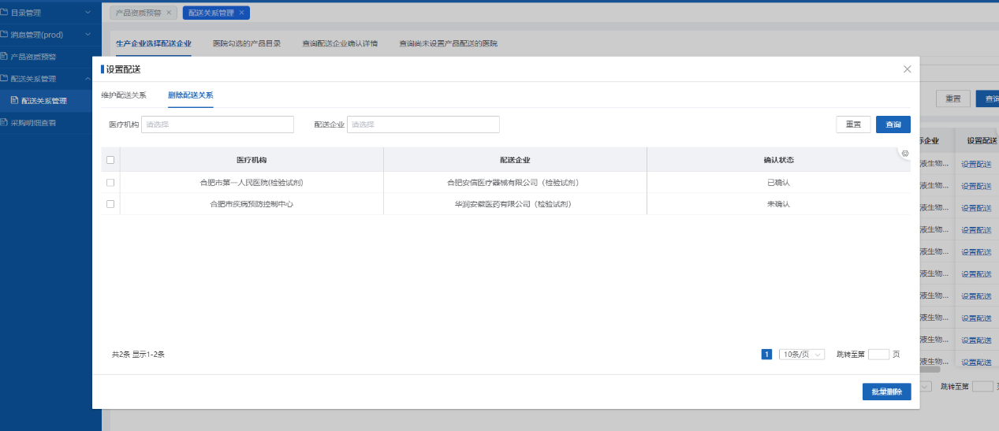 目录管理
消息管理(prod)
产品资质预警
配送关系管理
配送关系管理
采购明细查看
产品资质预警 ×
配送关系管理 ×
生产企业选择配送企业 医院勾选的产品目录 查询配送企业确认详情 查询尚未设置产品配送的医院
重置 查询
设置配送
维护配送关系 删除配送关系
医疗机构 请选择 配送企业 请选择 重置 查询
医疗机构 配送企业 确认状态
合肥市第一人民医院(检验试剂) 合肥安信医疗器械有限公司（检验试剂） 已确认
合肥市疾病预防控制中心 华润安徽医药有限公司（检验试剂） 未确认
共2条 显示1-2条 1 10条/页 跳转至第 页
批量删除
企业 设置配送
液生物... 设置配送
液生物... 设置配送
液生物... 设置配送
液生物... 设置配送
液生物... 设置配送
液生物... 设置配送
液生物... 设置配送
液生物... 设置配送
液生物... 设置配送
液生物... 设置配送
跳转至第